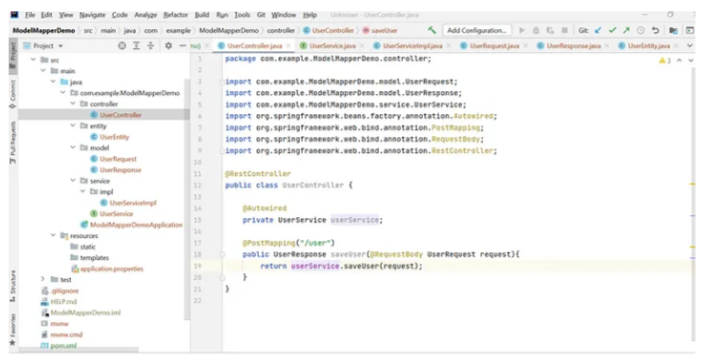 File Edit View Navigate Code Analyze Refactor Build Run Tools Git Window Help Unknown - UserController.java
ModelMapperDemo src main java com example ModelMapperDemo controller UserController saveUser Add Configuration... Git:
Project
UserController.java UserService.java UserServiceImpl.java UserRequest.java UserResponse.java UserEntity.java
src
main
java
com.example.ModelMapperDemo
controller
UserController
entity
UserEntity
model
UserRequest
UserResponse
service
impl
UserServiceImpl
UserService
ModelMapperDemoApplication
resources
static
templates
application.properties
test
.gitignore
HELP.md
ModelMapperDemo.iml
mvnw
mvnw.cmd
pom.xml
Project
Commit
Pull Requests
Structure
Favorites
1 package com.example.ModelMapperDemo.controller;
2
3 import com.example.ModelMapperDemo.model.UserRequest;
4 import com.example.ModelMapperDemo.model.UserResponse;
5 import com.example.ModelMapperDemo.service.UserService;
6 import org.springframework.beans.factory.annotation.Autowired;
7 import org.springframework.web.bind.annotation.PostMapping;
8 import org.springframework.web.bind.annotation.RequestBody;
9 import org.springframework.web.bind.annotation.RestController;
10
11 @RestController
12 public class UserController {
13
14 @Autowired
15 private UserService userService;
16
17 @PostMapping("/user")
18 public UserResponse saveUser(@RequestBody UserRequest request){
19 return userService.saveUser(request);
20 }
21 }
22